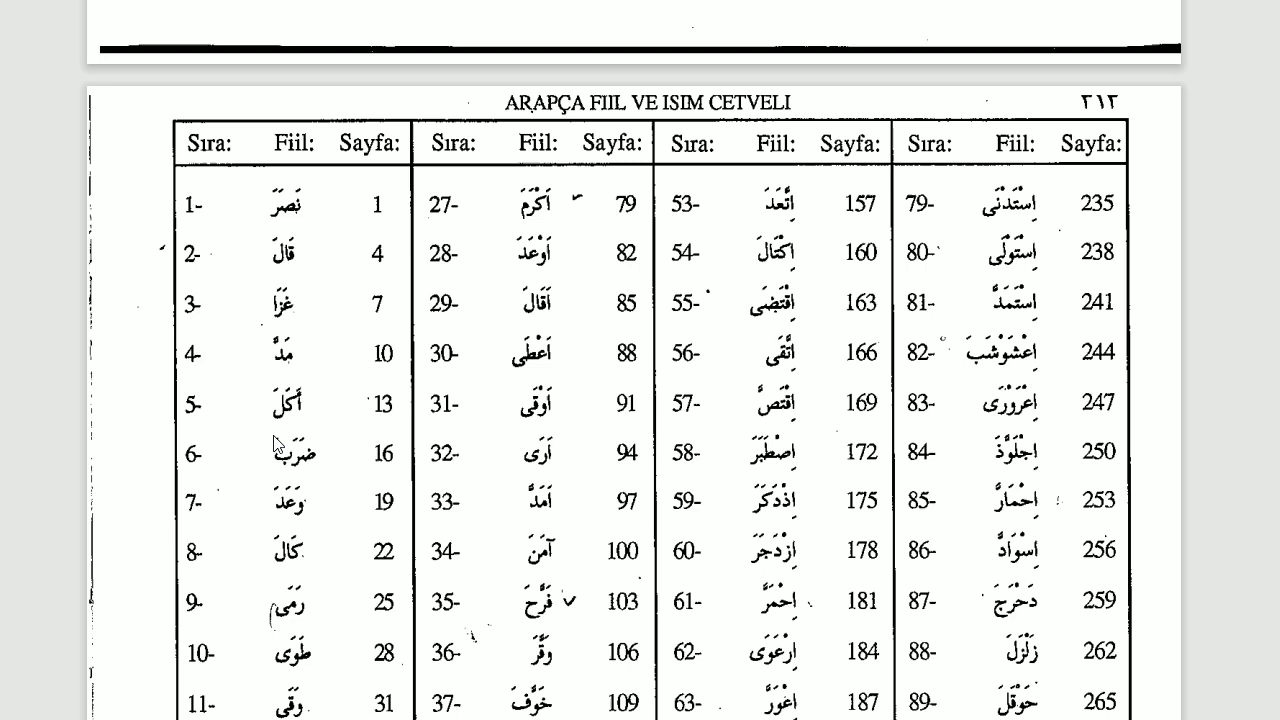 ARAPÇA FIIL VE ISIM CETVELI ٢١٢
Sıra: Fiil: Sayfa: Sıra: Fiil: Sayfa: Sıra: Fiil: Sayfa: Sıra: Fiil: Sayfa:
1- نَصَرَ 1 27- اَكْرَمَ 79 53- اِتَّعَدَ 157 79- اِسْتَدْنَى 235
2- قَالَ 4 28- اَوْعَدَ 82 54- اِكْتَالَ 160 80- اِسْتَوْلَى 238
3- غَزَا 7 29- اَقَالَ 85 55- اِقْتَضَى 163 81- اِسْتَمَدَّ 241
4- مَدَّ 10 30- اَعْطَى 88 56- اِتَّقَى 166 82- اِعْشَوْشَبَ 244
5- أَكَلَ 13 31- اَوْقَى 91 57- اِقْتَصَّ 169 83- اِعْرَوْرَى 247
6- ضَرَبَ 16 32- اَرَى 94 58- اِصْطَبَرَ 172 84- اِجْلَوَّذَ 250
7- وَعَدَ 19 33- اَمَدَّ 97 59- اِذْدَكَرَ 175 85- اِحْمَارَّ 253
8- كَالَ 22 34- آمَنَ 100 60- اِزْدَجَرَ 178 86- اِسْوَادَّ 256
9- رَمَى 25 35- فَرَّحَ 103 61- اِحْمَرَّ 181 87- دَحْرَجَ 259
10- طَوَى 28 36- وَقَّرَ 106 62- اِرْعَوَى 184 88- زَلْزَلَ 262
11- وَقَى 31 37- خَوَّفَ 109 63- اِغْوَرَّ 187 89- حَوْقَلَ 265